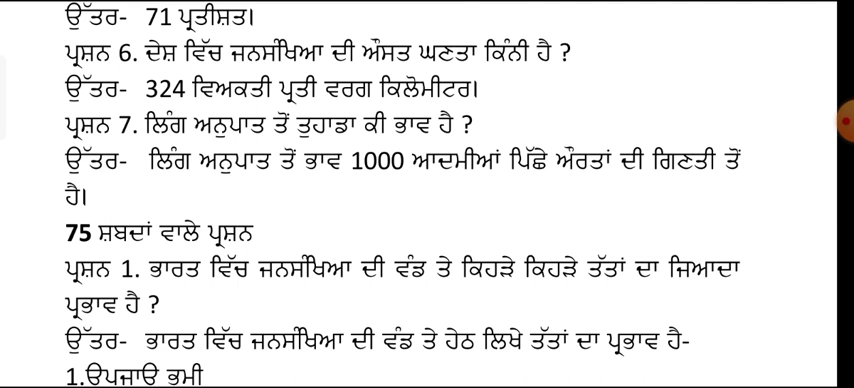 ਉੱਤਰ- 71 ਪ੍ਰਤੀਸ਼ਤ।
ਪ੍ਰਸ਼ਨ 6. ਦੇਸ਼ ਵਿੱਚ ਜਨਸੰਖਿਆ ਦੀ ਔਸਤ ਘਣਤਾ ਕਿੰਨੀ ਹੈ ?
ਉੱਤਰ- 324 ਵਿਅਕਤੀ ਪ੍ਰਤੀ ਵਰਗ ਕਿਲੋਮੀਟਰ।
ਪ੍ਰਸ਼ਨ 7. ਲਿੰਗ ਅਨੁਪਾਤ ਤੋਂ ਤੁਹਾਡਾ ਕੀ ਭਾਵ ਹੈ ?
ਉੱਤਰ- ਲਿੰਗ ਅਨੁਪਾਤ ਤੋਂ ਭਾਵ 1000 ਆਦਮੀਆਂ ਪਿੱਛੇ ਔਰਤਾਂ ਦੀ ਗਿਣਤੀ ਤੋਂ
ਹੈ।
75 ਸ਼ਬਦਾਂ ਵਾਲੇ ਪ੍ਰਸ਼ਨ
ਪ੍ਰਸ਼ਨ 1. ਭਾਰਤ ਵਿੱਚ ਜਨਸੰਖਿਆ ਦੀ ਵੰਡ ਤੇ ਕਿਹੜੇ ਕਿਹੜੇ ਤੱਤਾਂ ਦਾ ਜਿਆਦਾ
ਪ੍ਰਭਾਵ ਹੈ ?
ਉੱਤਰ- ਭਾਰਤ ਵਿੱਚ ਜਨਸੰਖਿਆ ਦੀ ਵੰਡ ਤੇ ਹੇਠ ਲਿਖੇ ਤੱਤਾਂ ਦਾ ਪ੍ਰਭਾਵ ਹੈ-
1.ਉਪਜਾਊ ਭੂਮੀ